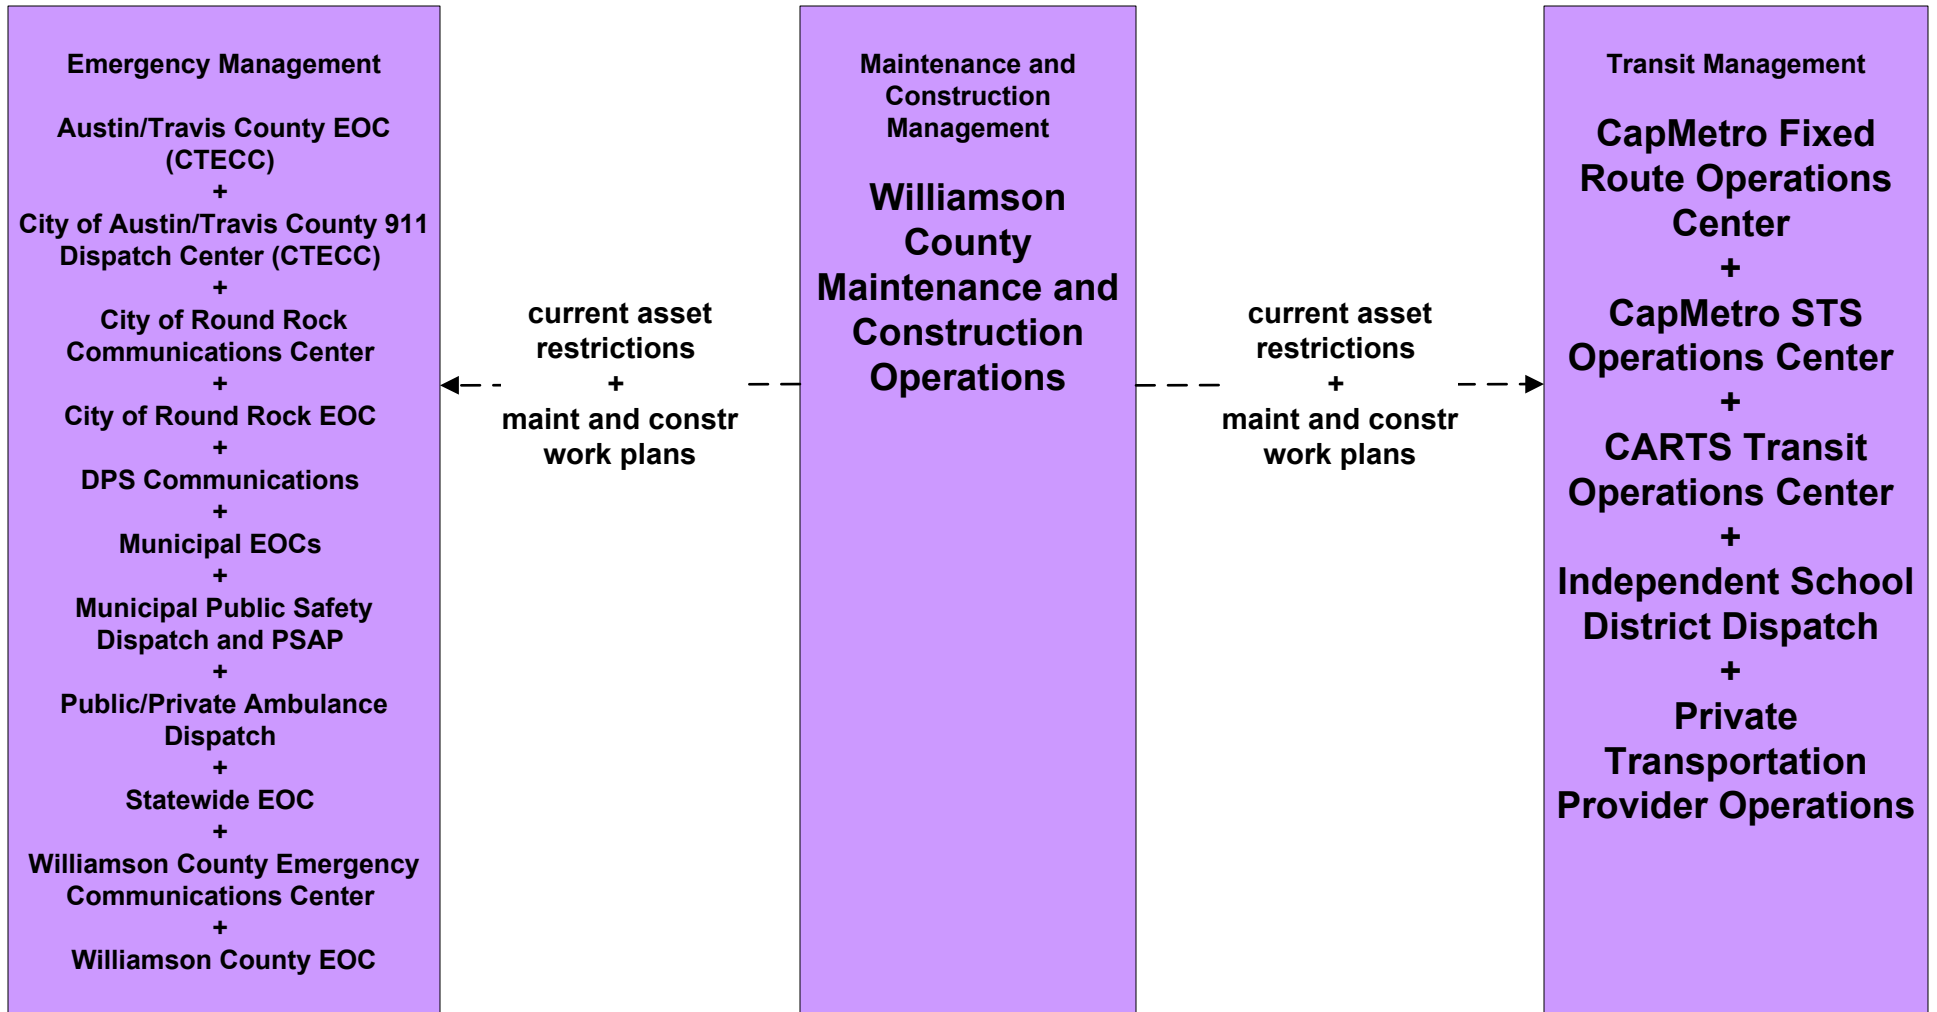 Emergency Management
Austin/Travis County EOC
(CTECC)
+
City of Austin/Travis County 911
Dispatch Center (CTECC)
+
City of Round Rock
Communications Center
+
City of Round Rock EOC
+
DPS Communications
+
Municipal EOCs
+
Municipal Public Safety
Dispatch and PSAP
+
Public/Private Ambulance
Dispatch
+
Statewide EOC
+
Williamson County Emergency
Communications Center
+
Williamson County EOC
current asset
restrictions
+
maint and constr
work plans
Maintenance and
Construction
Management
Williamson
County
Maintenance and
Construction
Operations
current asset
restrictions
+
maint and constr
work plans
Transit Management
CapMetro Fixed
Route Operations
Center
+
CapMetro STS
Operations Center
+
CARTS Transit
Operations Center
+
Independent School
District Dispatch
+
Private
Transportation
Provider Operations